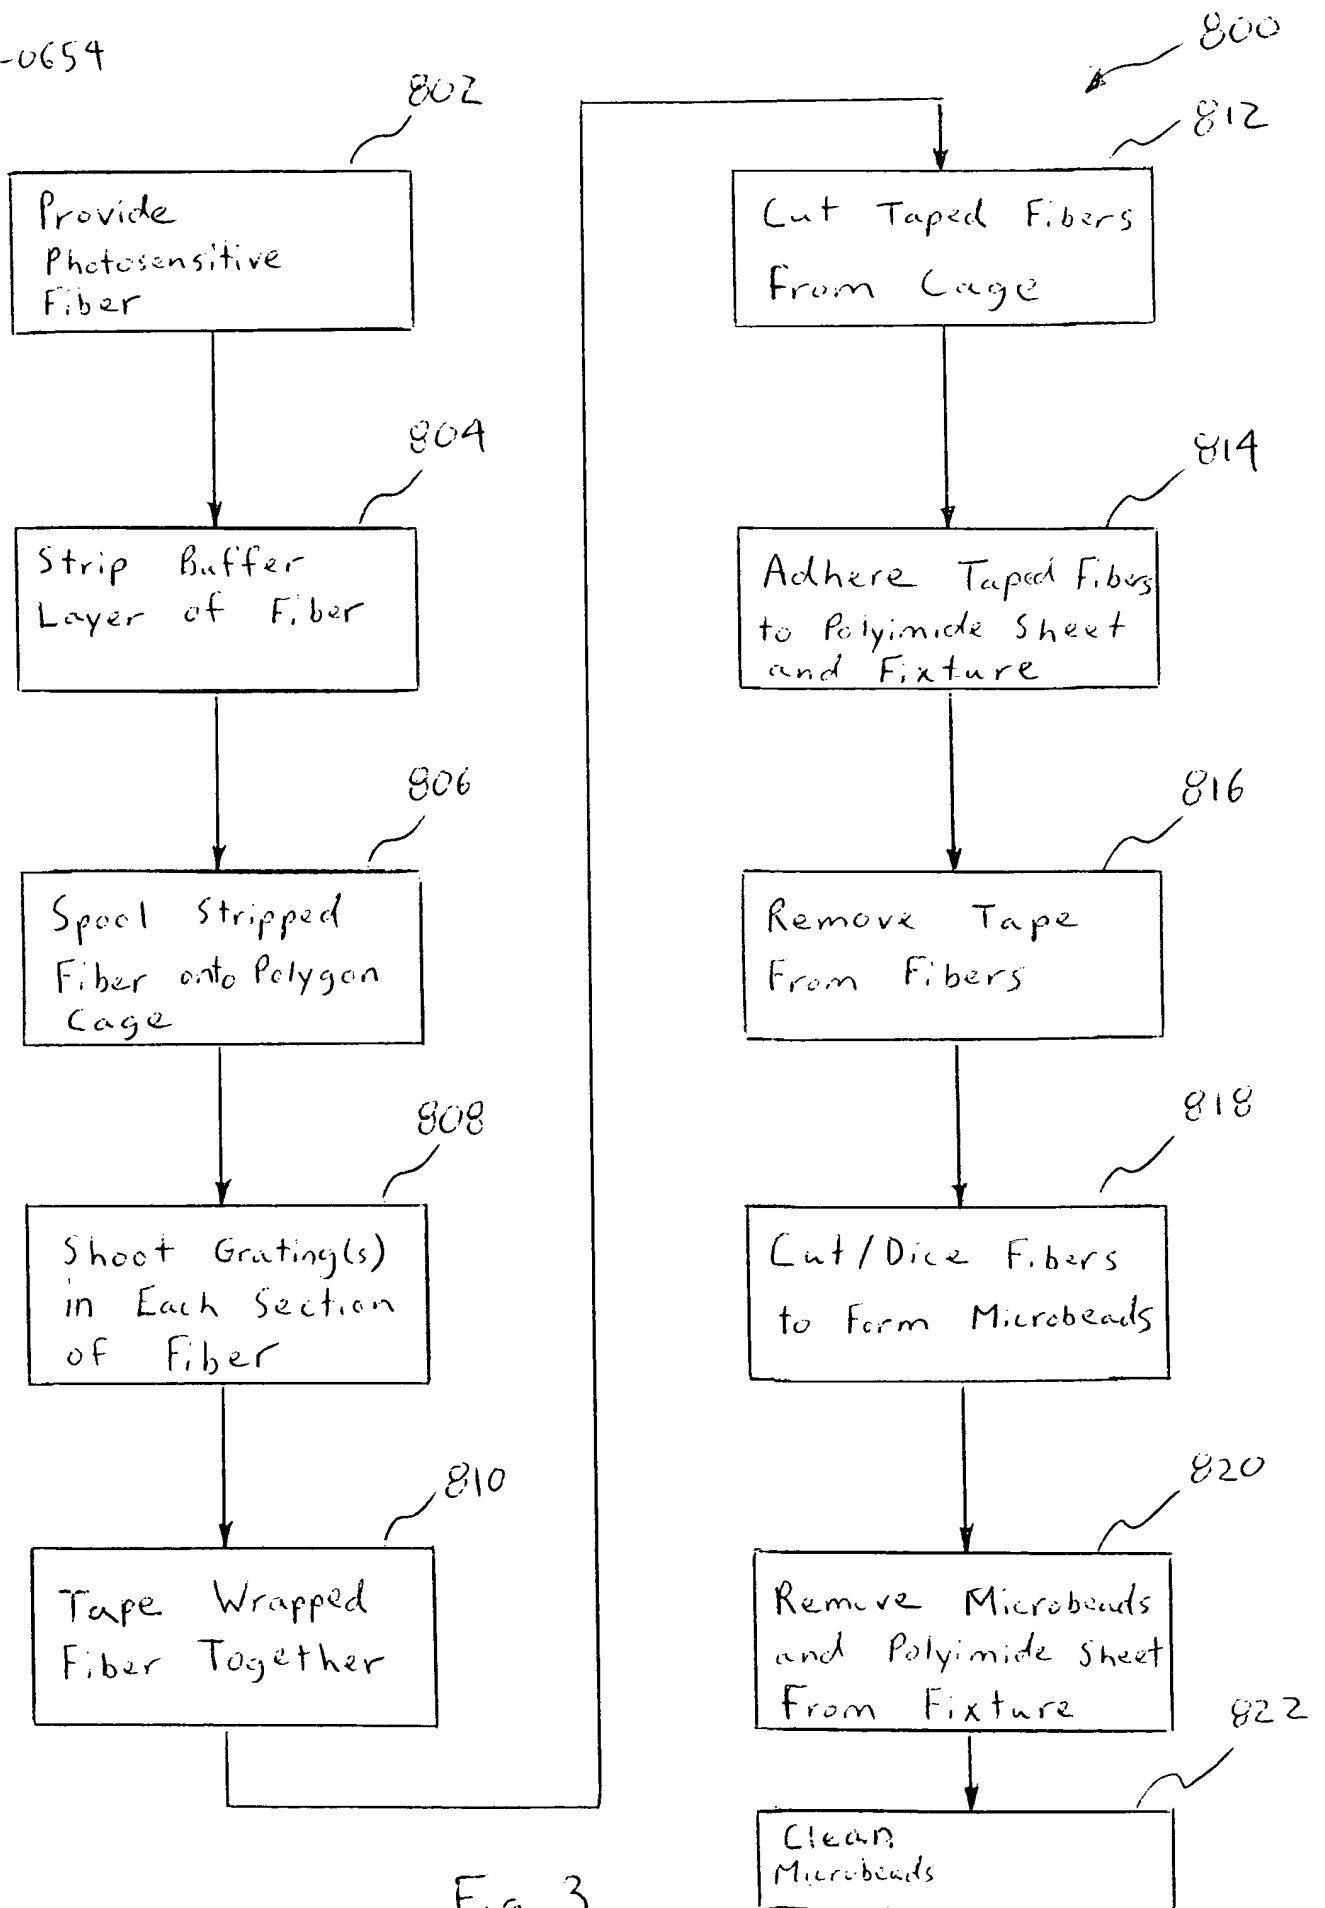 -0654
800
802
Provide
Photosensitive
Fiber
804
Strip Buffer
Layer of Fiber
806
Spool Stripped
Fiber onto Polygon
Cage
808
Shoot Grating(s)
in Each Section
of Fiber
810
Tape Wrapped
Fiber Together
812
Cut Taped Fibers
From Cage
814
Adhere Taped Fibers
to Polyimide Sheet
and Fixture
816
Remove Tape
From Fibers
818
Cut/Dice Fibers
to Form Microbeads
820
Remove Microbeads
and Polyimide Sheet
From Fixture
822
Clean
Microbeads
Fig. 3